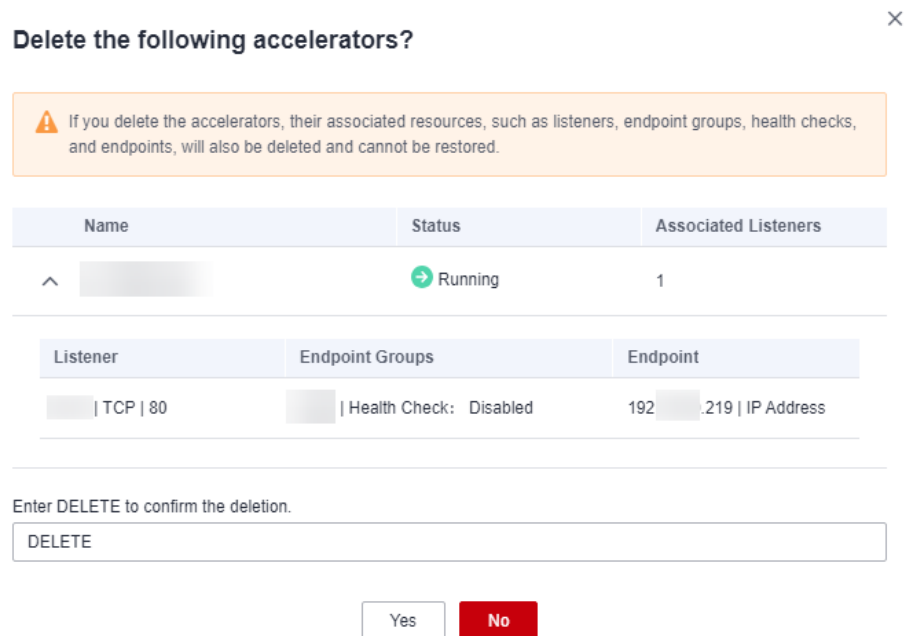 Delete the following accelerators?
If you delete the accelerators, their associated resources, such as listeners, endpoint groups, health checks,
and endpoints, will also be deleted and cannot be restored.
Name Status Associated Listeners
Running 1
Listener Endpoint Groups Endpoint
| TCP | 80 | Health Check: Disabled 192 .219 | IP Address
Enter DELETE to confirm the deletion.
DELETE
Yes No